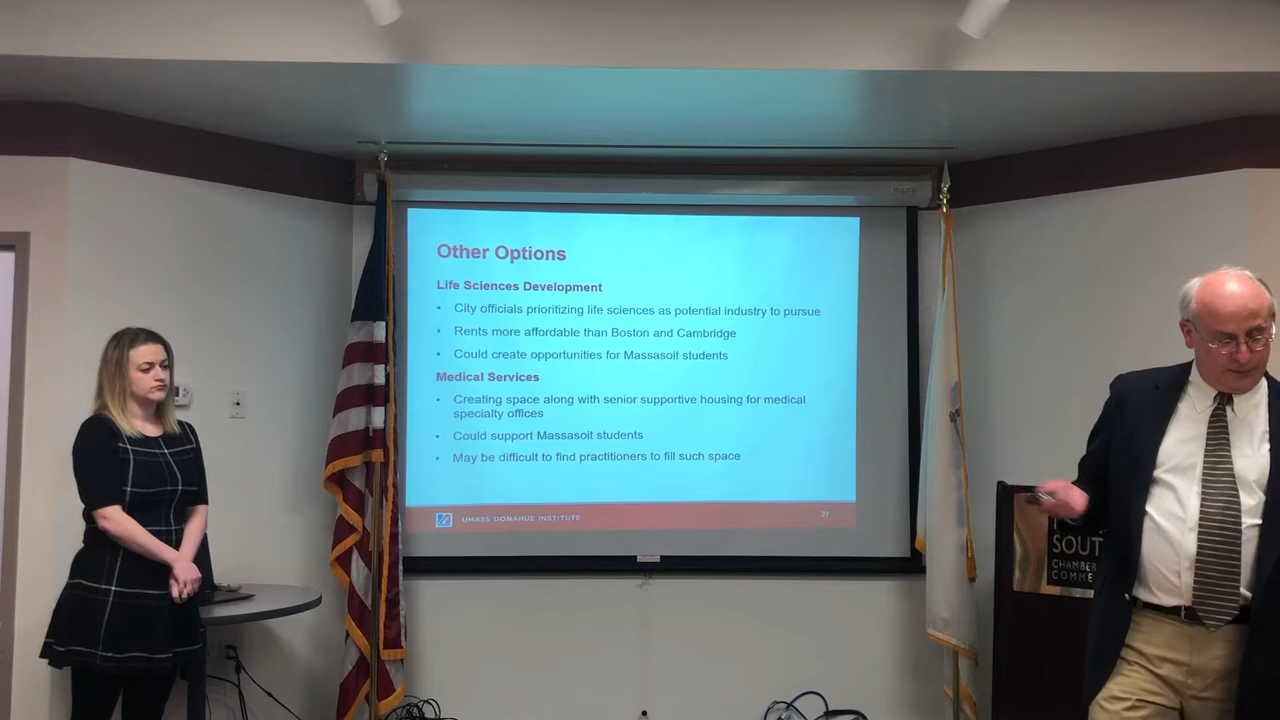 Other Options
Life Sciences Development
• City officials prioritizing life sciences as potential industry to pursue
• Rents more affordable than Boston and Cambridge
• Could create opportunities for Massasoit students
Medical Services
• Creating space along with senior supportive housing for medical
specialty offices
• Could support Massasoit students
• May be difficult to find practitioners to fill such space
UMASS DONAHUE INSTITUTE
27
SOUT
CHAMBER
COMME